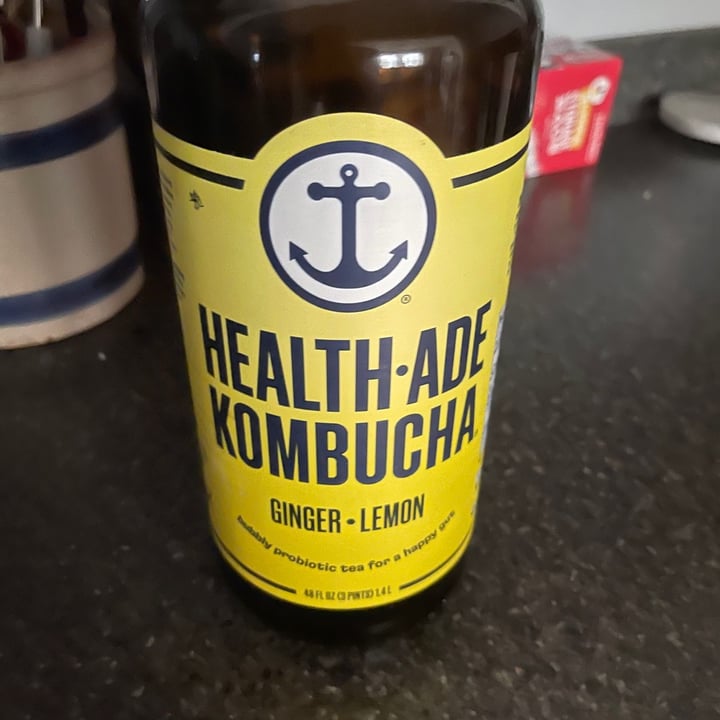 ®
HEALTH·ADE
KOMBUCHA
GINGER • LEMON
bubbly probiotic tea for a happy gut
48 FL OZ (3 PINTS) 1.4 L